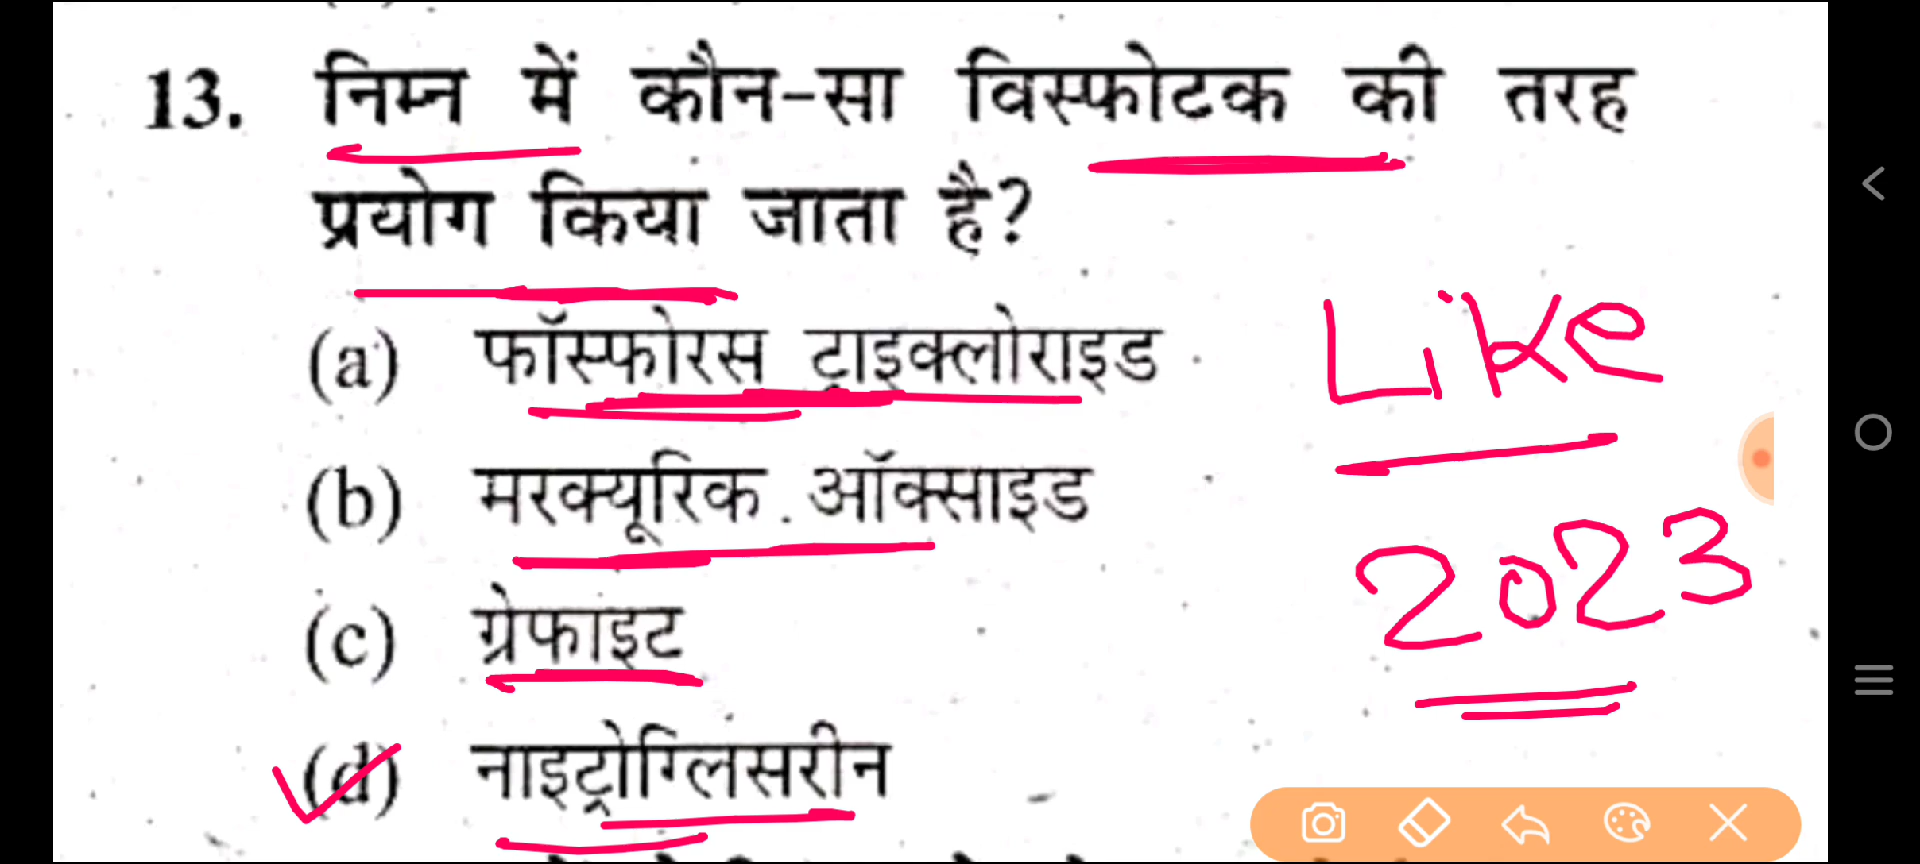 13. निम्न में कौन-सा विस्फोटक की तरह
प्रयोग किया जाता है?
(a) फॉस्फोरस ट्राइक्लोराइड
(b) मरक्यूरिक ऑक्साइड
(c) ग्रेफाइट
(d) नाइट्रोग्लिसरीन
Like
2023